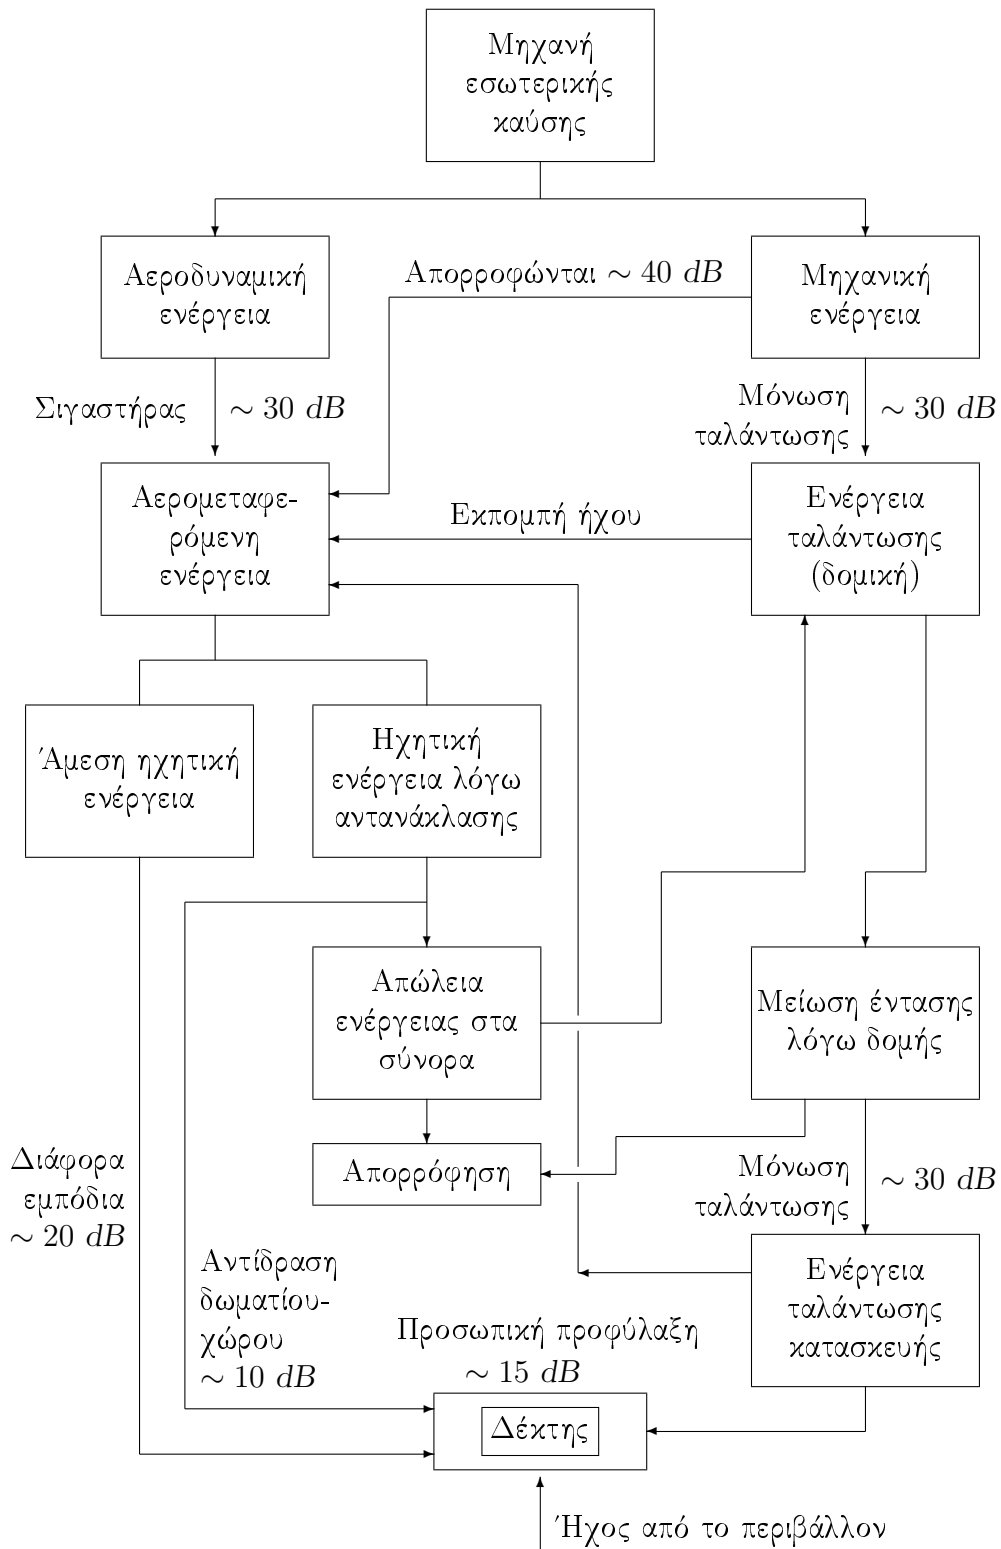 Μηχανή
εσωτερικής
καύσης
Αεροδυναμική
ενέργεια
Απορροφώνται ∼ 40 dB
Μηχανική
ενέργεια
Σιγαστήρας
∼ 30 dB
Μόνωση
ταλάντωσης
∼ 30 dB
Αερομεταφε-
ρόμενη
ενέργεια
Εκπομπή ήχου
Ενέργεια
ταλάντωσης
(δομική)
Άμεση ηχητική
ενέργεια
Ηχητική
ενέργεια λόγω
αντανάκλασης
Απώλεια
ενέργειας στα
σύνορα
Μείωση έντασης
λόγω δομής
Διάφορα
εμπόδια
∼ 20 dB
Απορρόφηση
Μόνωση
ταλάντωσης
∼ 30 dB
Αντίδραση
δωματίου-
χώρου
∼ 10 dB
Ενέργεια
ταλάντωσης
κατασκευής
Προσωπική προφύλαξη
∼ 15 dB
Δέκτης
Ήχος από το περιβάλλον